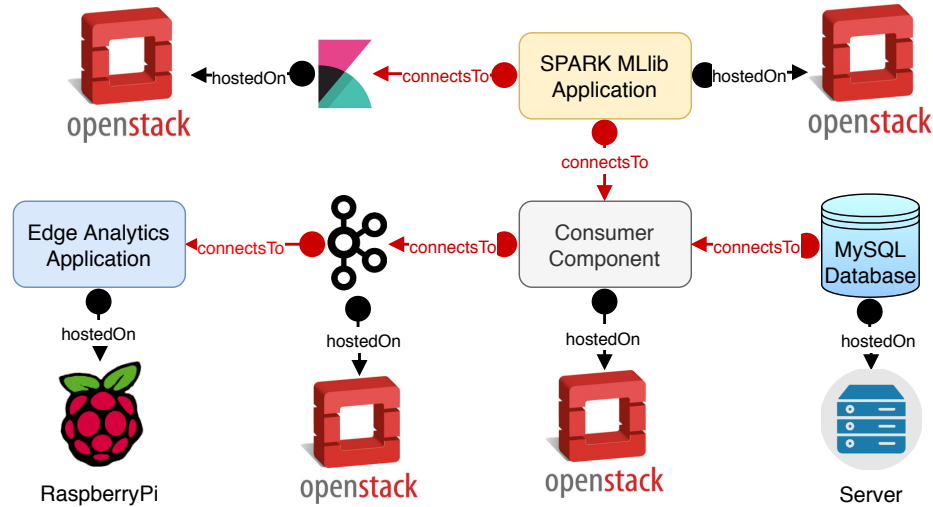 hostedOn
connectsTo
SPARK MLlib
Application
hostedOn
openstack
openstack
connectsTo
Edge Analytics
Application
connectsTo
connectsTo
Consumer
Component
connectsTo
MySQL
Database
hostedOn
hostedOn
hostedOn
hostedOn
RaspberryPi
openstack
openstack
Server